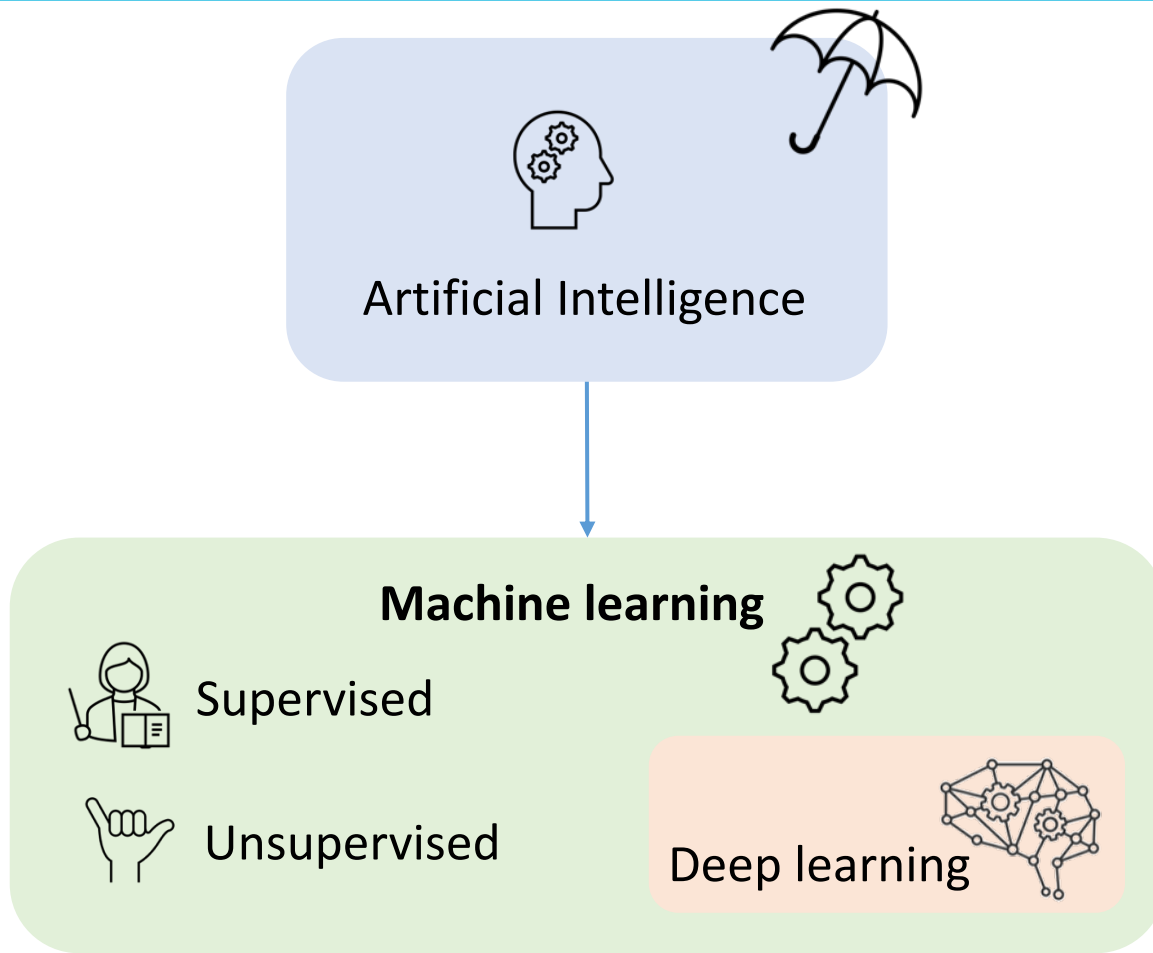 Artificial Intelligence
Machine learning
Supervised
Unsupervised
Deep learning